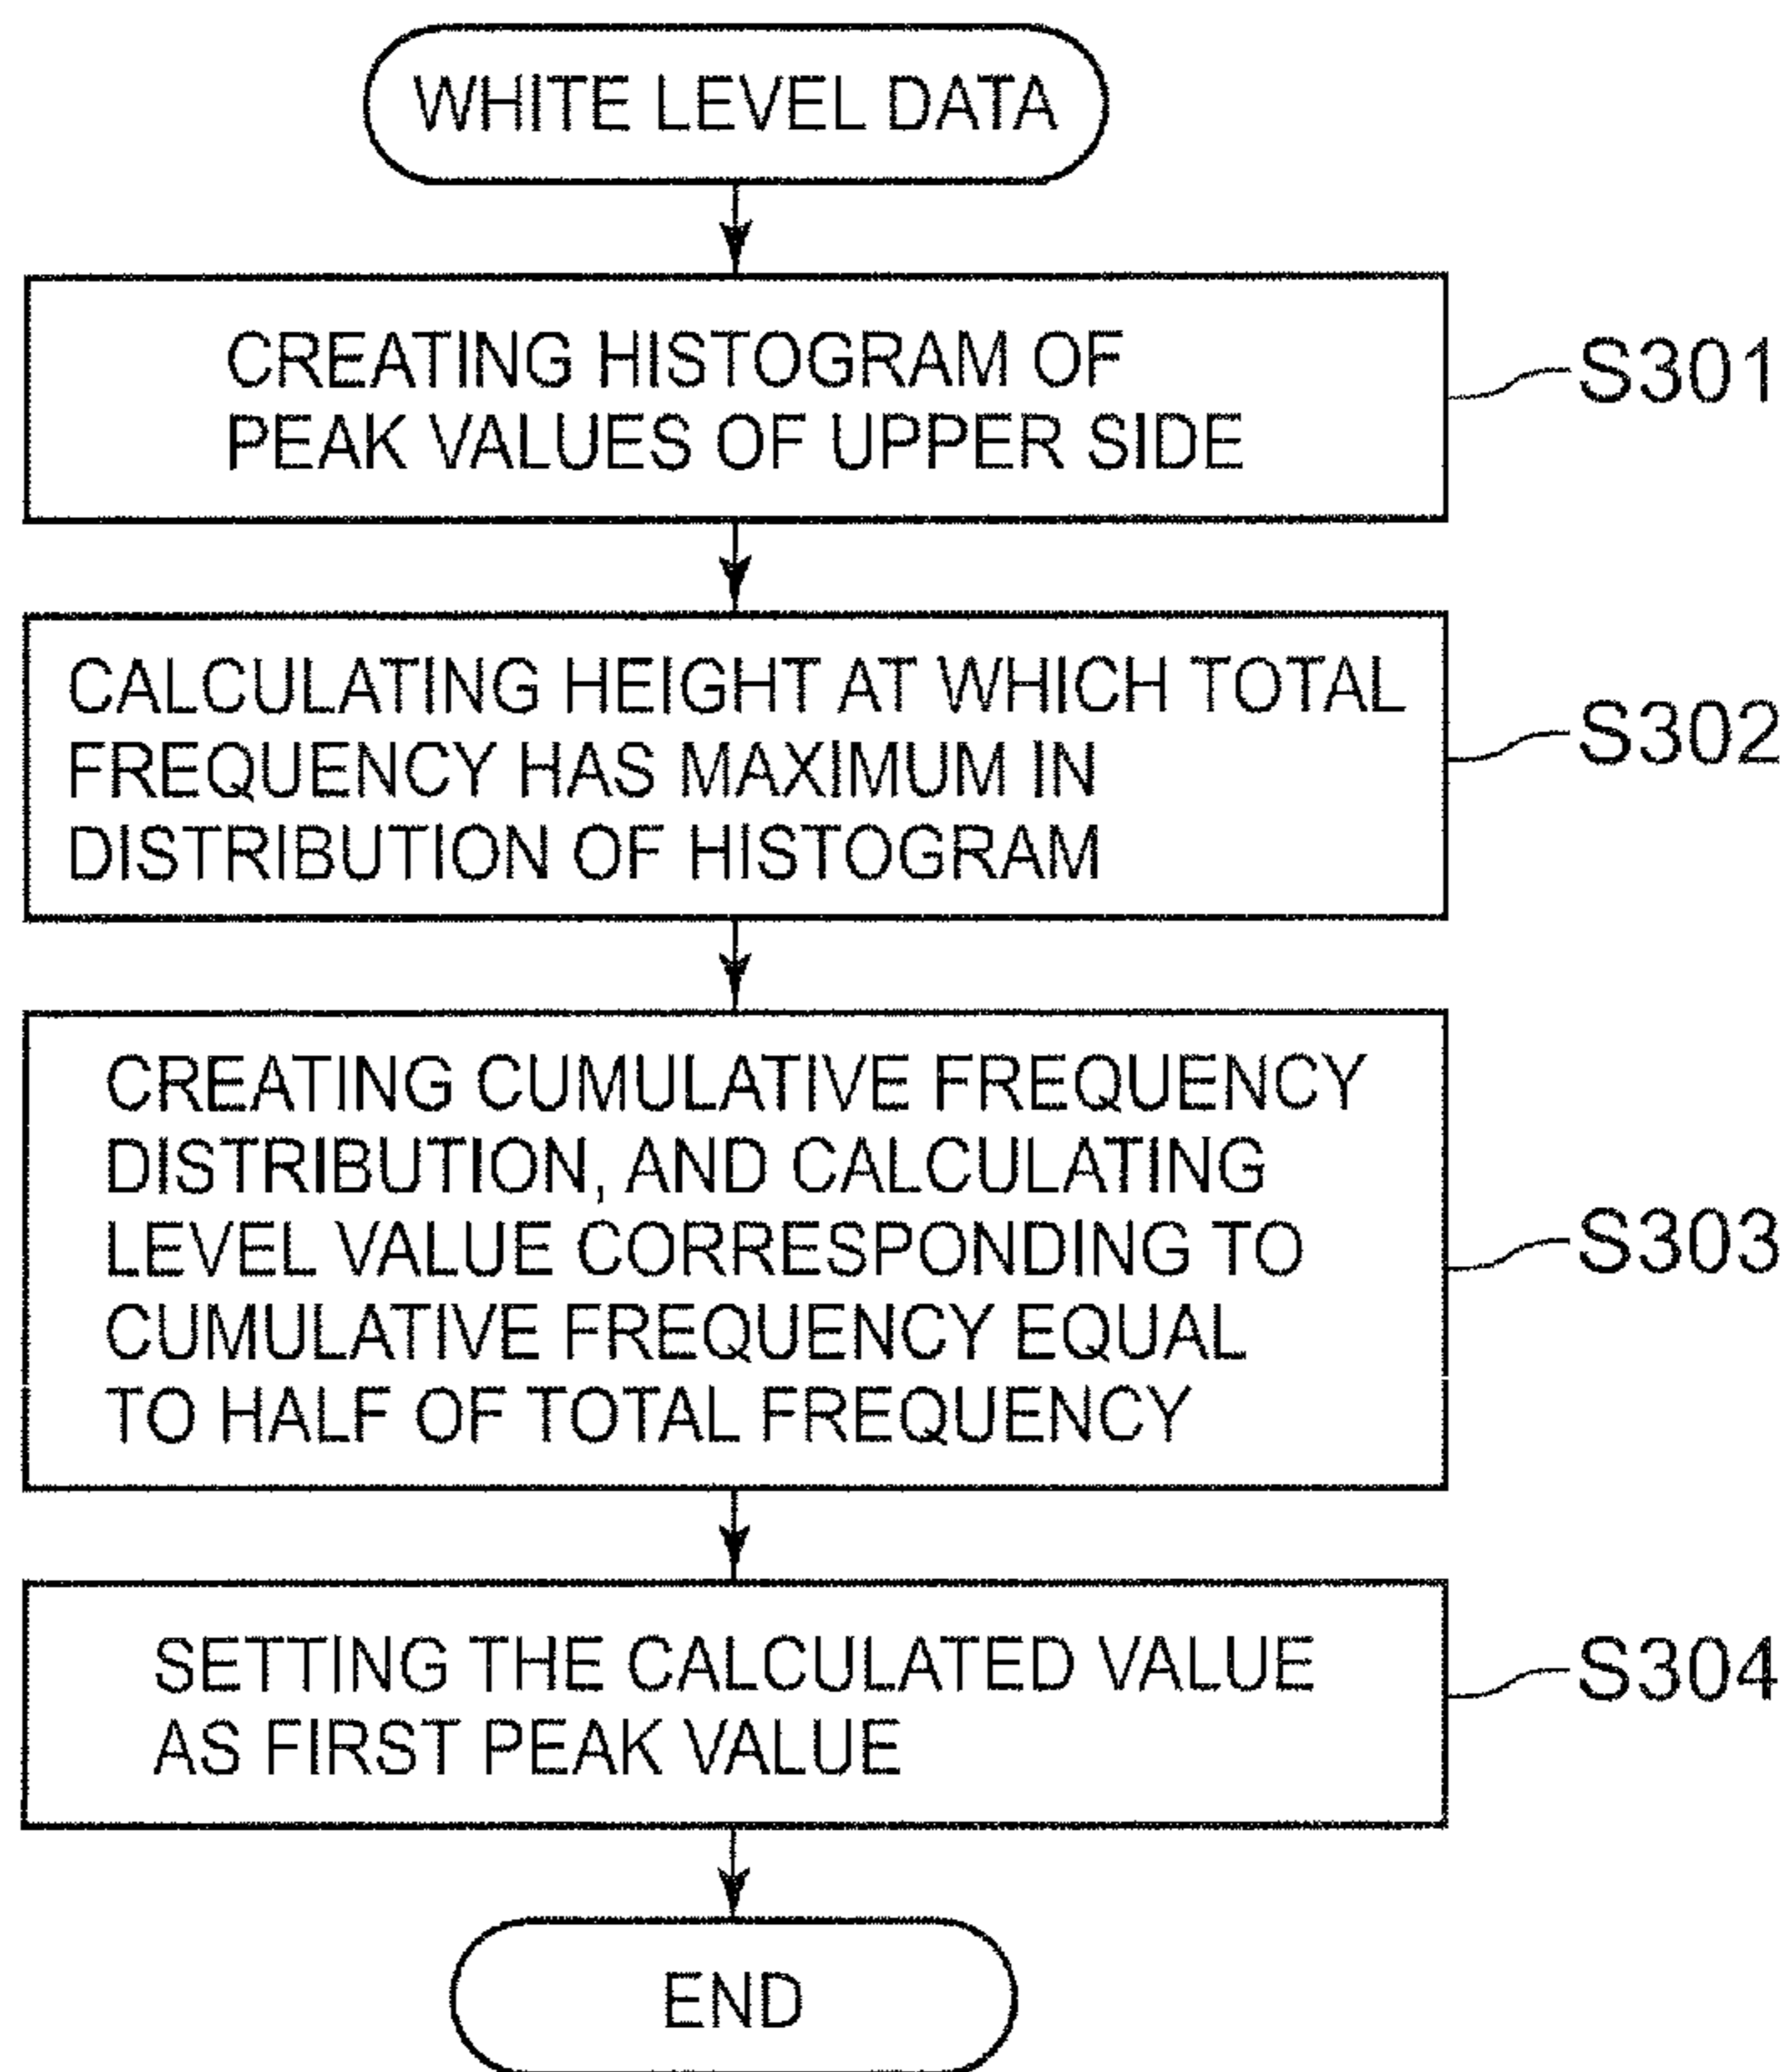 WHITE LEVEL DATA
CREATING HISTOGRAM OF
PEAK VALUES OF UPPER SIDE
S301
CALCULATING HEIGHT AT WHICH TOTAL
FREQUENCY HAS MAXIMUM IN
DISTRIBUTION OF HISTOGRAM
S302
CREATING CUMULATIVE FREQUENCY
DISTRIBUTION, AND CALCULATING
LEVEL VALUE CORRESPONDING TO
CUMULATIVE FREQUENCY EQUAL
TO HALF OF TOTAL FREQUENCY
S303
SETTING THE CALCULATED VALUE
AS FIRST PEAK VALUE
S304
END